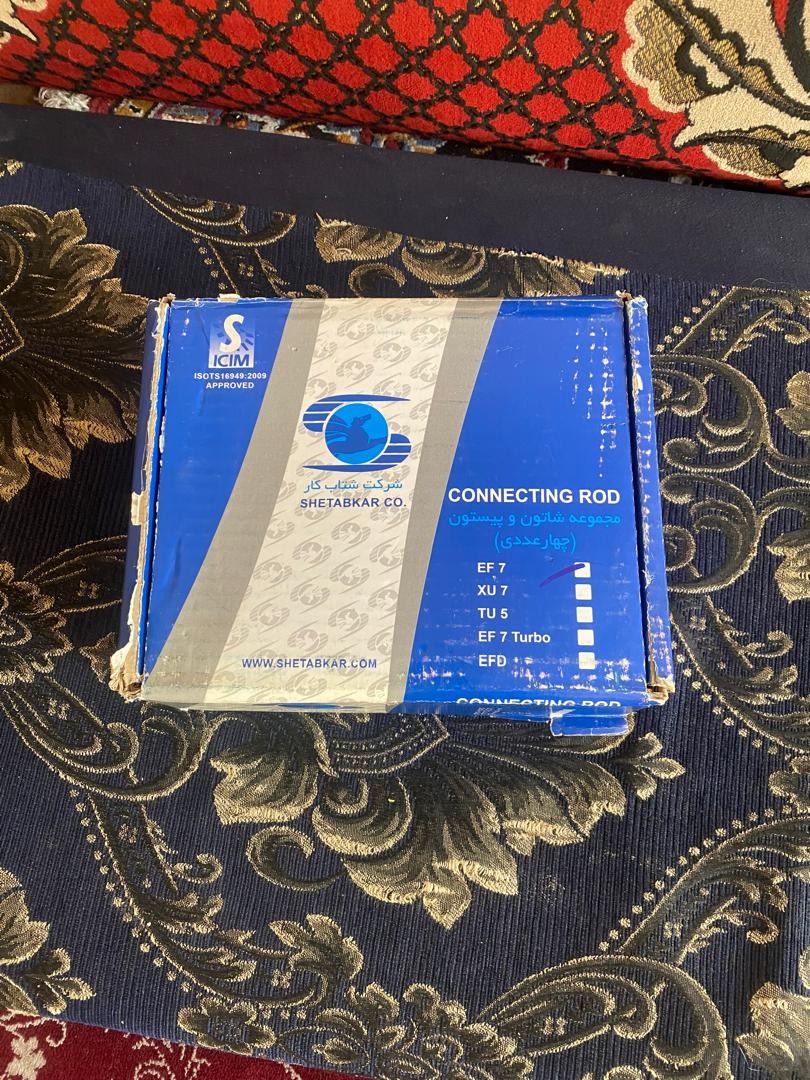 S
ICIM
ISOTS16949:2009
APPROVED
شرکت شتاب کار
SHETABKAR CO.
CONNECTING ROD
مجموعه شاتون و پیستون
(چهارعددی)
EF 7
XU 7
TU 5
EF 7 Turbo
EFD
WWW.SHETABKAR.COM
CONNECTING ROD